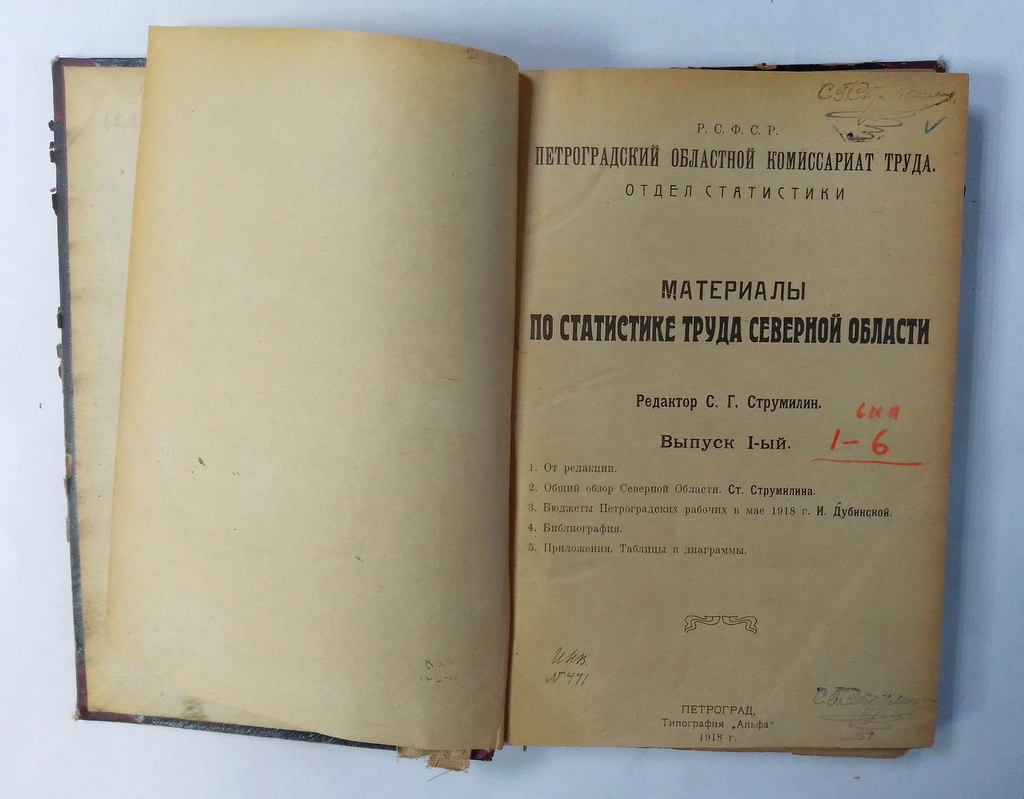 Р. С. Ф. С. Р.
ПЕТРОГРАДСКИЙ ОБЛАСТНОЙ КОМИССАРИАТ ТРУДА.
ОТДЕЛ СТАТИСТИКИ
МАТЕРИАЛЫ
ПО СТАТИСТИКЕ ТРУДА СЕВЕРНОЙ ОБЛАСТИ
Редактор С. Г. Струмилин.
Выпуск I-ый.
1–6
1. От редакции.
2. Общий обзор Северной Области. Ст. Струмилина.
3. Бюджеты Петроградских рабочих в мае 1918 г. И. Дубинской.
4. Библиография.
5. Приложения. Таблицы и диаграммы.
Инв.
№ 471
ПЕТРОГРАД,
Типография „Альфа"
1918 г.